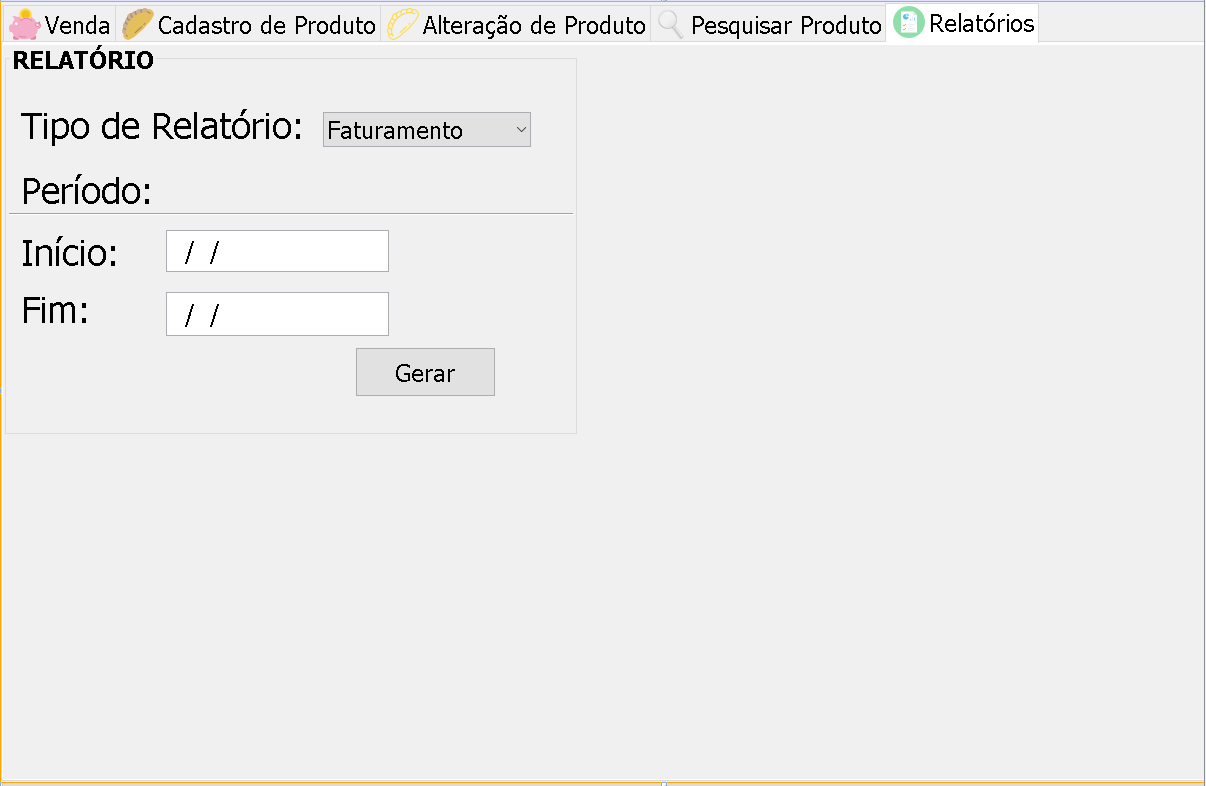 Venda Cadastro de Produto Alteração de Produto Pesquisar Produto Relatórios
RELATÓRIO
Tipo de Relatório: Faturamento
Período:
Início: / /
Fim: / /
Gerar